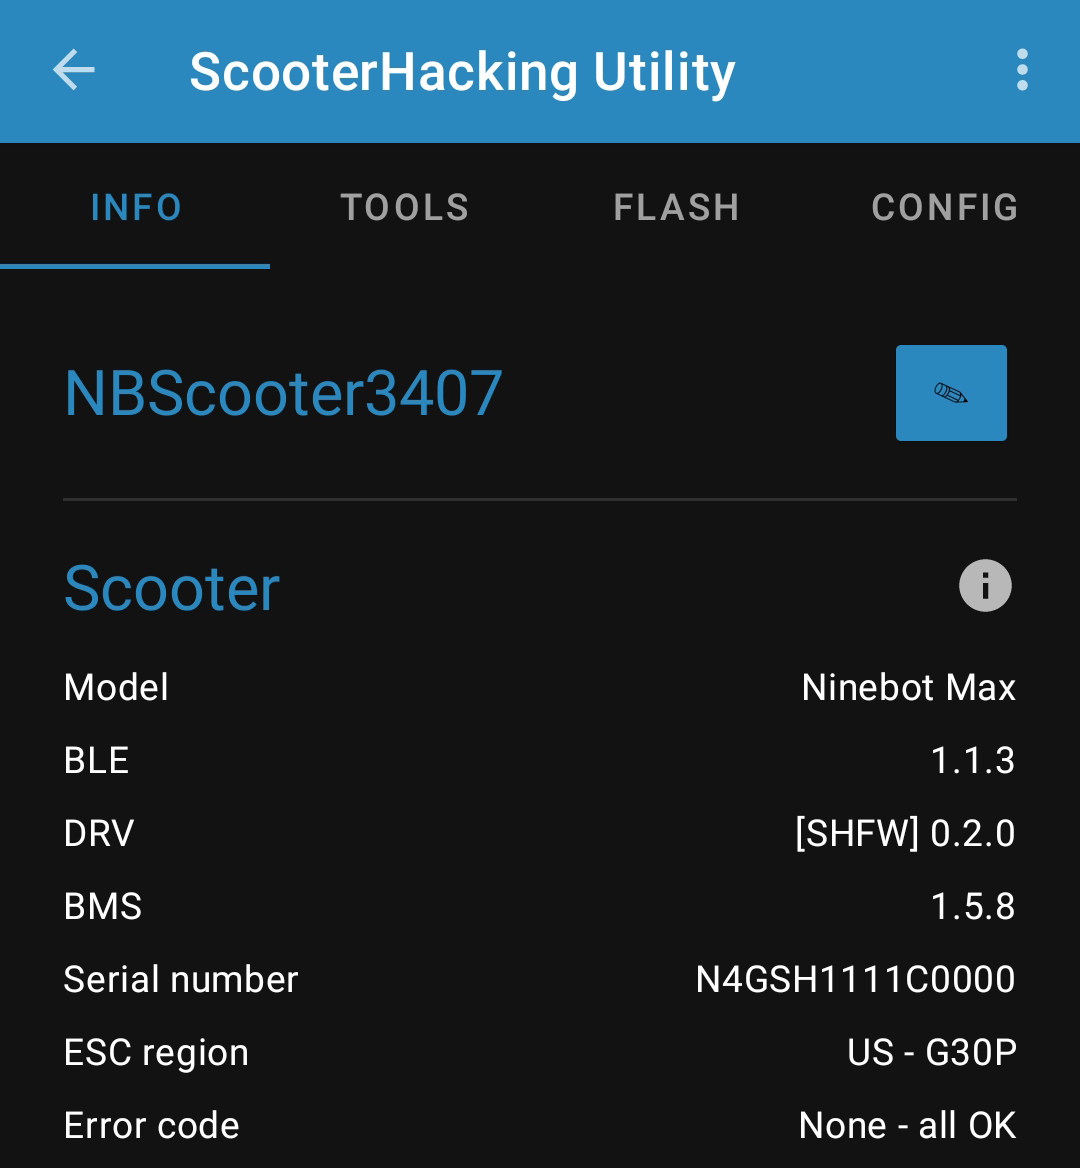 ScooterHacking Utility
INFO TOOLS FLASH CONFIG
NBScooter3407
Scooter
Model Ninebot Max
BLE 1.1.3
DRV [SHFW] 0.2.0
BMS 1.5.8
Serial number N4GSH1111C0000
ESC region US - G30P
Error code None - all OK